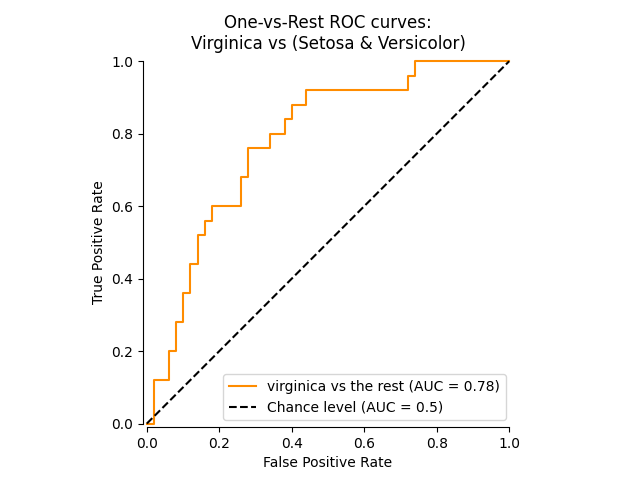 One-vs-Rest ROC curves:
Virginica vs (Setosa & Versicolor)
True Positive Rate
1.0
0.8
0.6
0.4
0.2
0.0
virginica vs the rest (AUC = 0.78)
Chance level (AUC = 0.5)
0.0 0.2 0.4 0.6 0.8 1.0
False Positive Rate